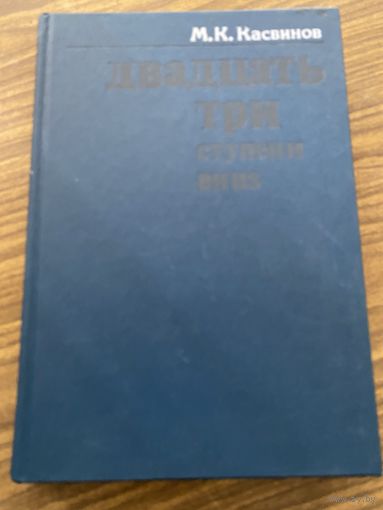 М.К. Касвинов
двадцать
три
ступени
вниз